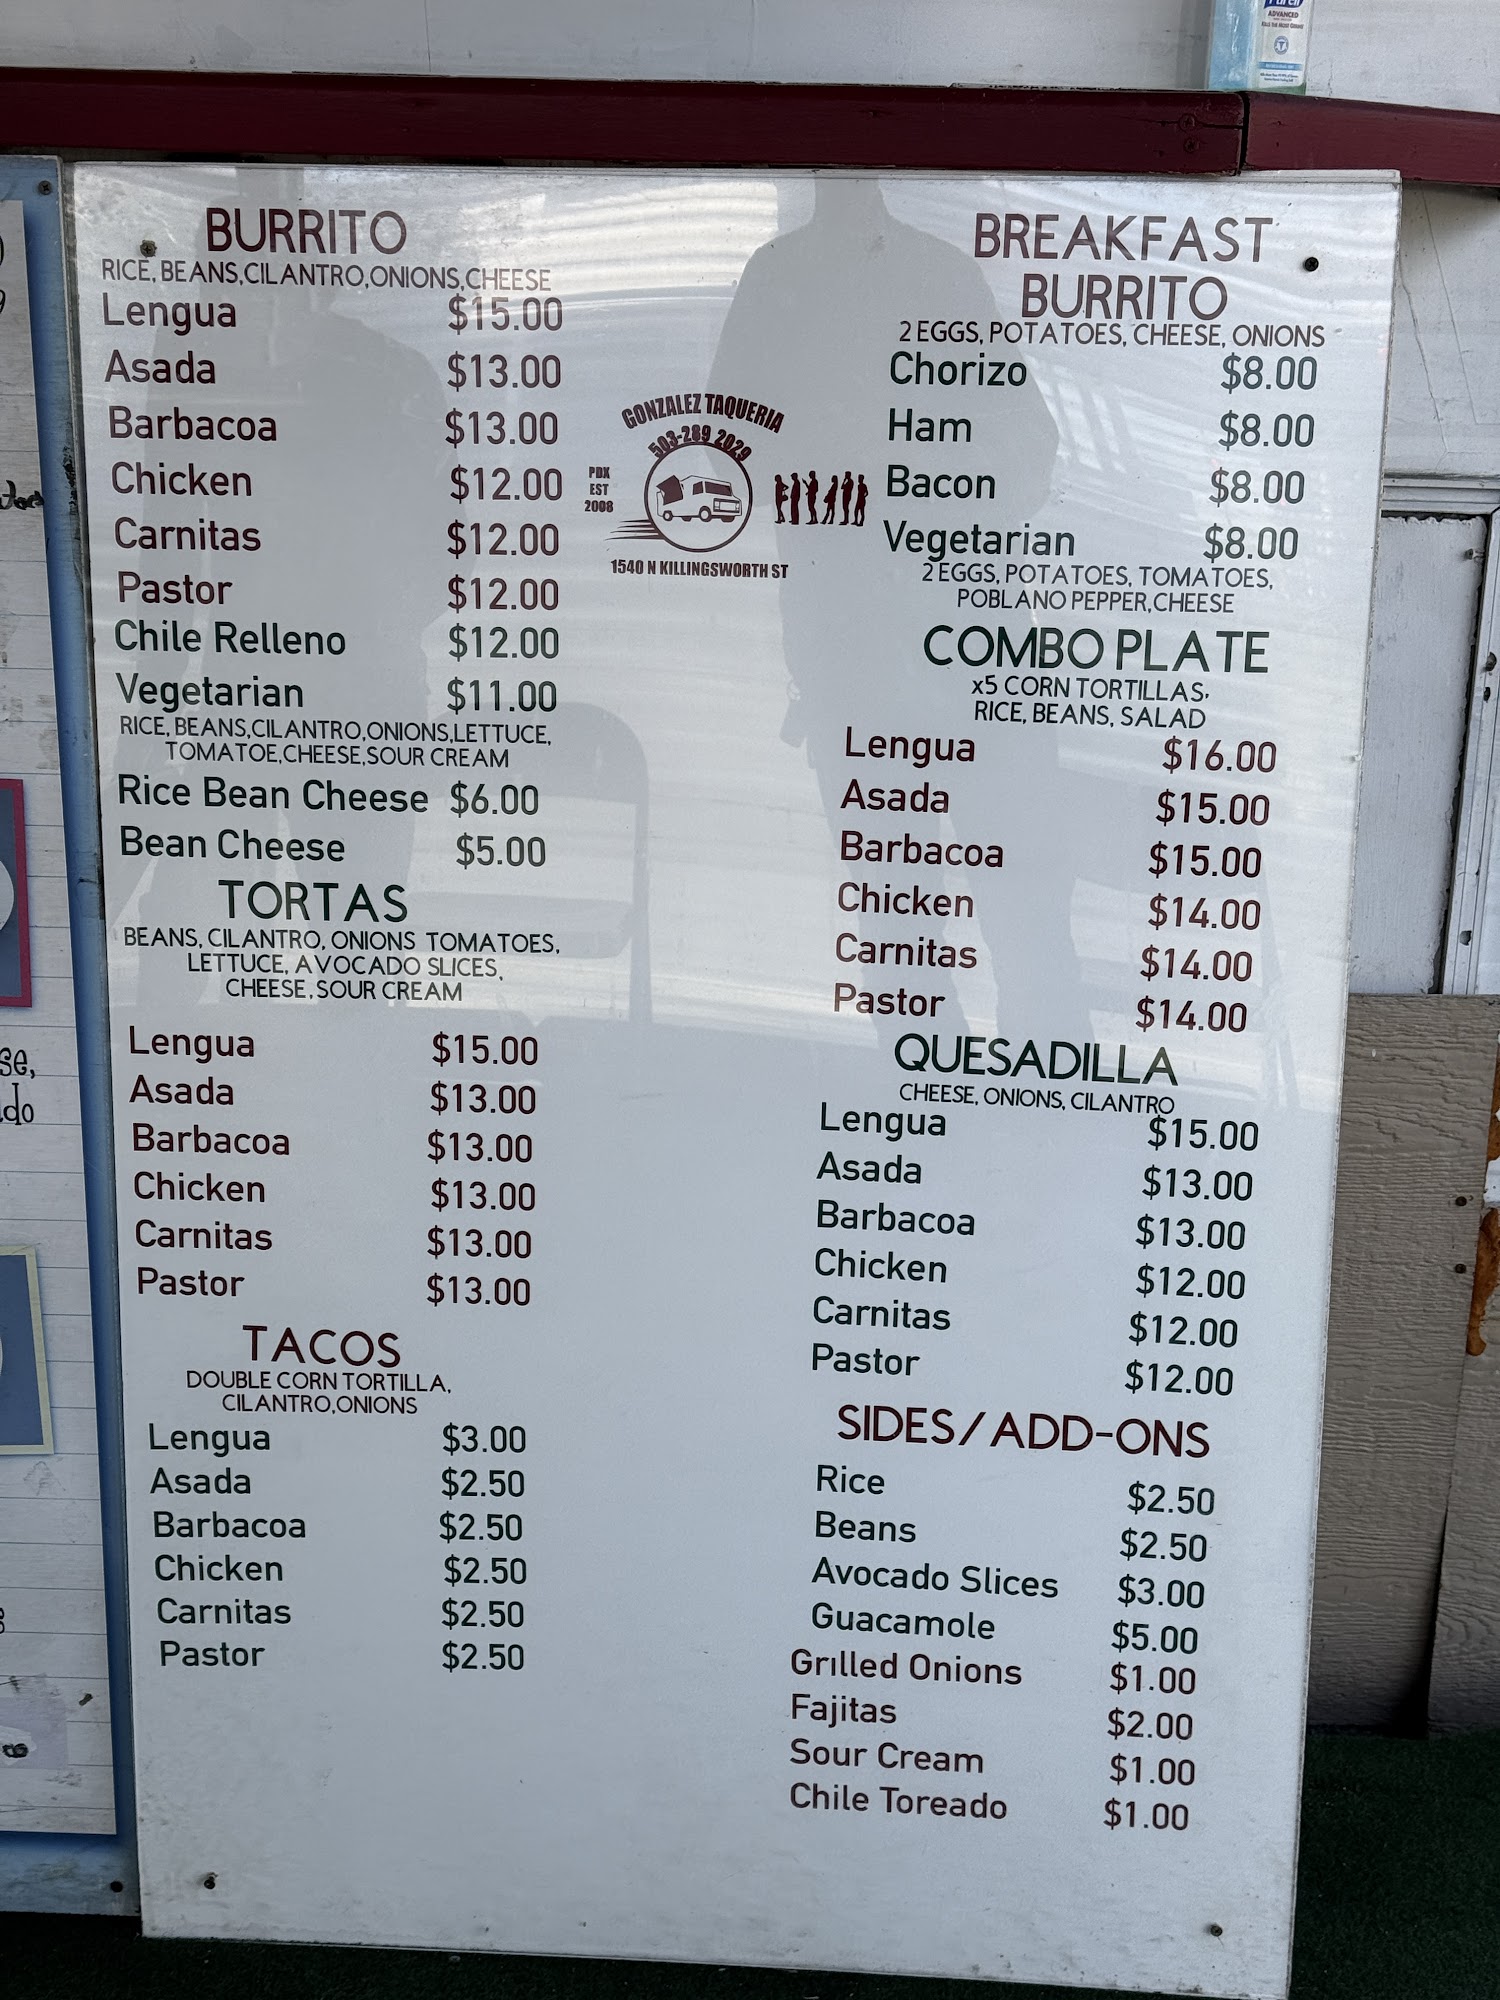 Purell
ADVANCED
BURRITO
RICE, BEANS,CILANTRO,ONIONS,CHEESE
Lengua $15.00
Asada $13.00
Barbacoa $13.00
Chicken $12.00
Carnitas $12.00
Pastor $12.00
Chile Relleno $12.00
Vegetarian $11.00
RICE, BEANS,CILANTRO,ONIONS,LETTUCE,
TOMATOE,CHEESE,SOUR CREAM
Rice Bean Cheese $6.00
Bean Cheese $5.00
TORTAS
BEANS, CILANTRO, ONIONS TOMATOES,
LETTUCE, AVOCADO SLICES,
CHEESE, SOUR CREAM
Lengua $15.00
Asada $13.00
Barbacoa $13.00
Chicken $13.00
Carnitas $13.00
Pastor $13.00
TACOS
DOUBLE CORN TORTILLA,
CILANTRO,ONIONS
Lengua $3.00
Asada $2.50
Barbacoa $2.50
Chicken $2.50
Carnitas $2.50
Pastor $2.50
GONZALEZ TAQUERIA
503-289 2029
PDX
EST
2008
1540 N KILLINGSWORTH ST
BREAKFAST
BURRITO
2 EGGS, POTATOES, CHEESE, ONIONS
Chorizo $8.00
Ham $8.00
Bacon $8.00
Vegetarian $8.00
2 EGGS, POTATOES, TOMATOES,
POBLANO PEPPER,CHEESE
COMBO PLATE
x5 CORN TORTILLAS,
RICE, BEANS, SALAD
Lengua $16.00
Asada $15.00
Barbacoa $15.00
Chicken $14.00
Carnitas $14.00
Pastor $14.00
QUESADILLA
CHEESE, ONIONS, CILANTRO
Lengua $15.00
Asada $13.00
Barbacoa $13.00
Chicken $12.00
Carnitas $12.00
Pastor $12.00
SIDES/ADD-ONS
Rice $2.50
Beans $2.50
Avocado Slices $3.00
Guacamole $5.00
Grilled Onions $1.00
Fajitas $2.00
Sour Cream $1.00
Chile Toreado $1.00